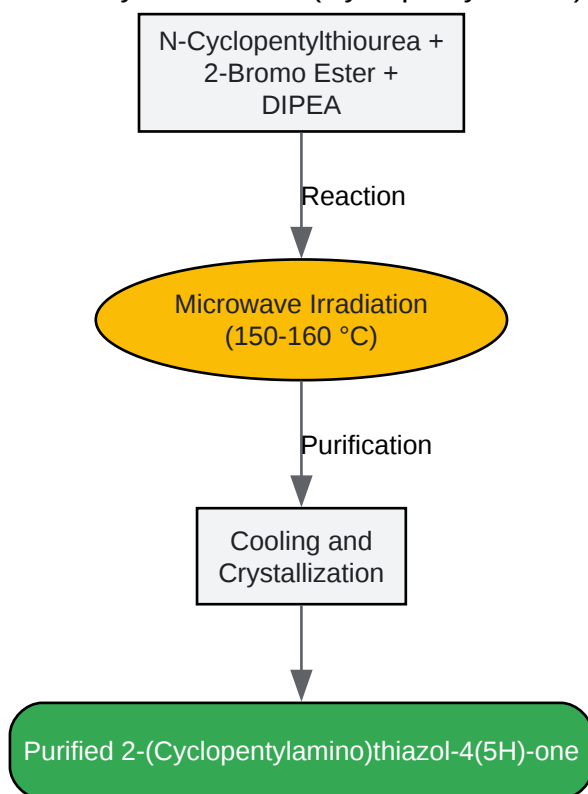 N-Cyclopentylthiourea +
2-Bromo Ester +
DIPEA
Reaction
Microwave Irradiation
(150-160 °C)
Purification
Cooling and
Crystallization
Purified 2-(Cyclopentylamino)thiazol-4(5H)-one